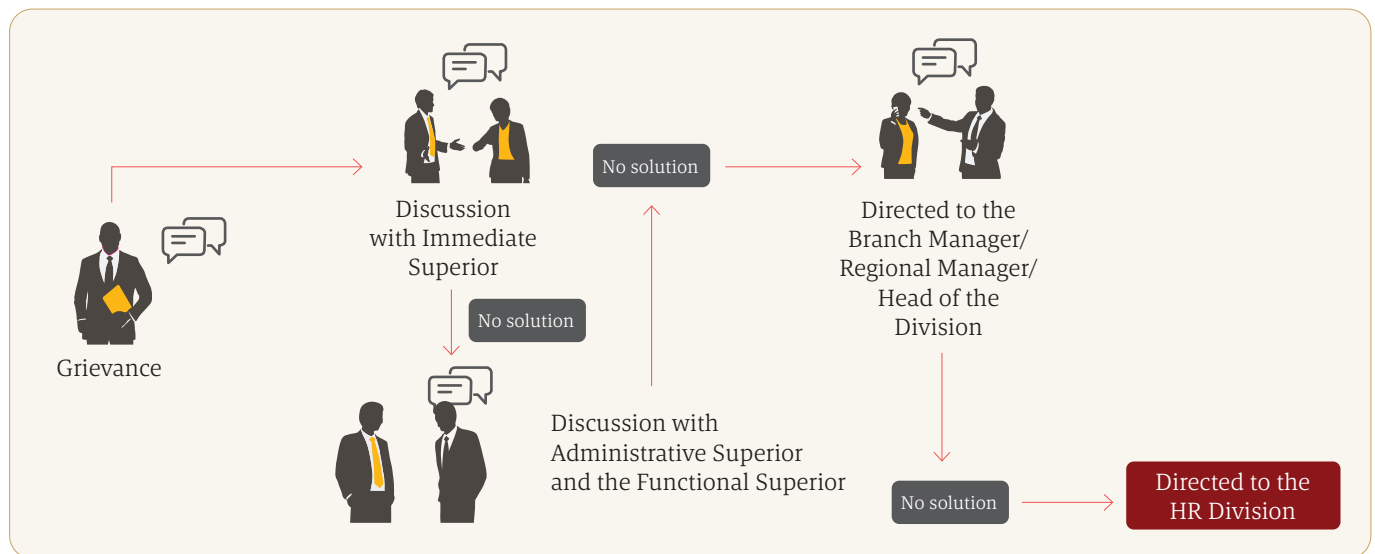 Grievance
Discussion
with Immediate
Superior
No solution
Discussion with
Administrative Superior
and the Functional Superior
No solution
Directed to the
Branch Manager/
Regional Manager/
Head of the
Division
No solution
Directed to the
HR Division